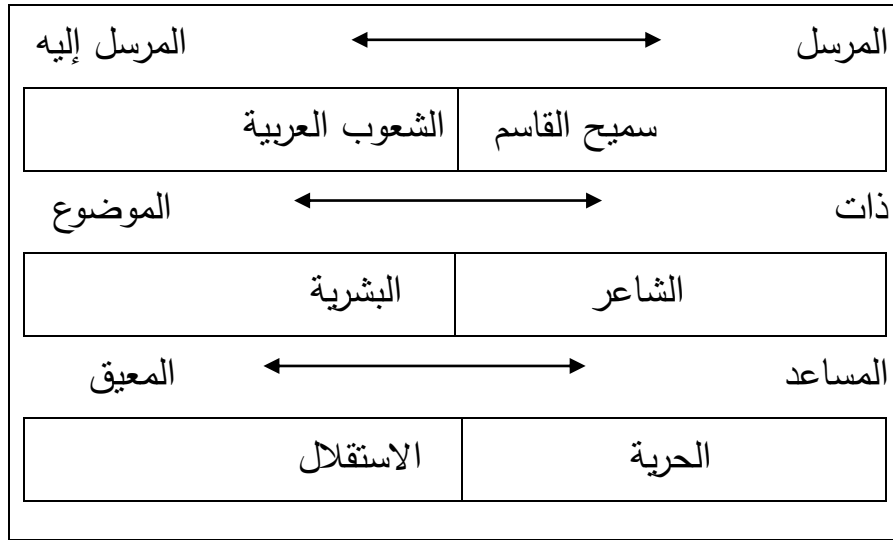 المرسل المرسل إليه
سميح القاسم الشعوب العربية
ذات الموضوع
الشاعر البشرية
المساعد المعيق
الحرية الاستقلال